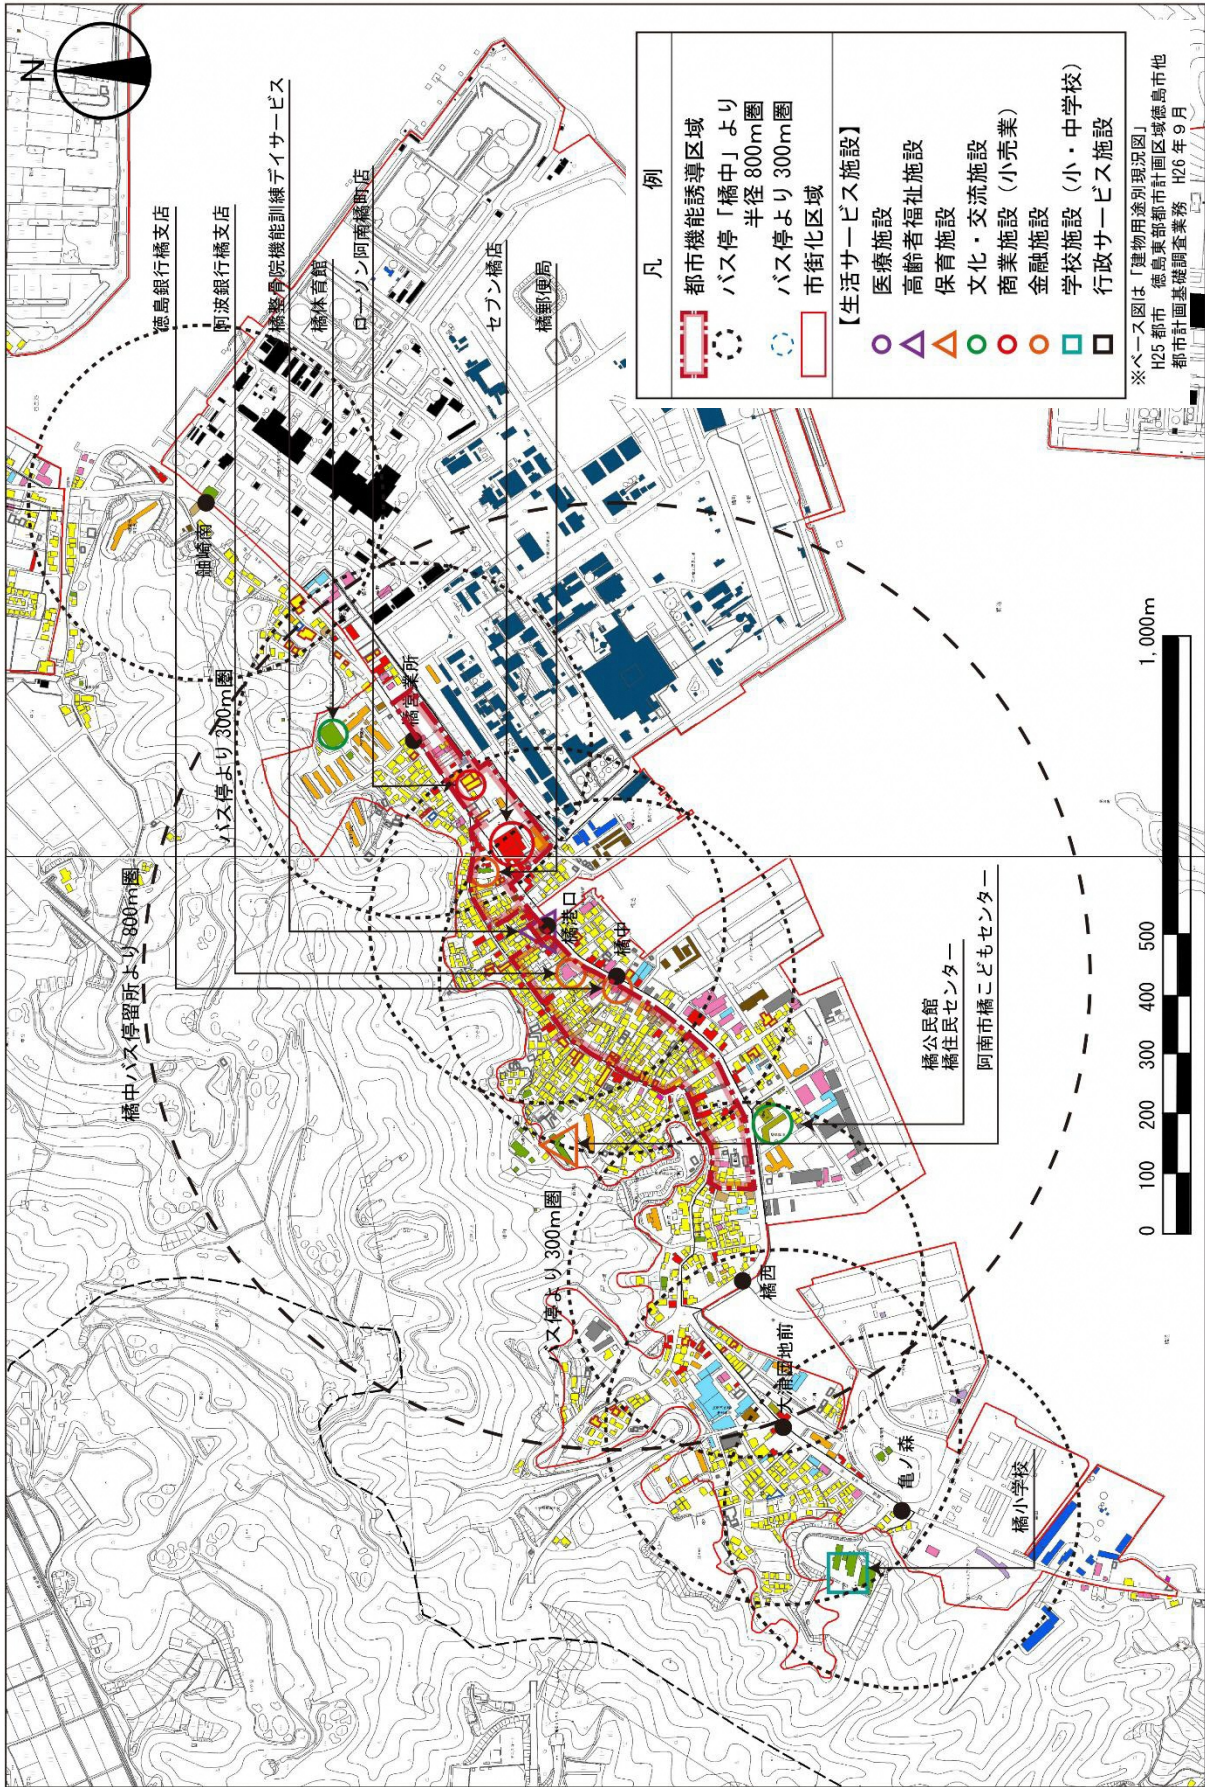 N
徳島銀行橘支店
阿波銀行橘支店
橘整骨院機能訓練デイサービス
橘体育館
ローソン阿南橘町店
セブン橘店
橘郵便局
橘中バス停留所より800m圏
バス停より300m圏
バス停より300m圏
橘営業所
橘港口
橘中
橘西
大浦団地前
亀ノ森
橘小学校
橘公民館
橘住民センター
阿南市橘こどもセンター
凡 例
都市機能誘導区域
バス停「橘中」より
半径800m圏
バス停より300m圏
市街化区域
【生活サービス施設】
医療施設
高齢者福祉施設
保育施設
文化・交流施設
商業施設（小売業）
金融施設
学校施設（小・中学校）
行政サービス施設
※ベース図は「建物用途別現況図」
H25都市 徳島東部都市計画区域徳島市他
都市計画基礎調査業務 H26年9月
0 100 200 300 400 500 1,000m